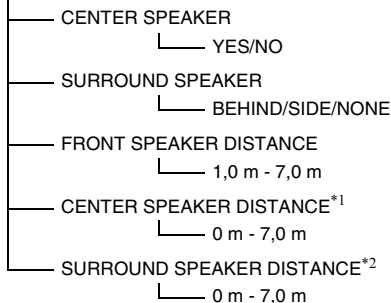 CENTER SPEAKER
YES/NO
SURROUND SPEAKER
BEHIND/SIDE/NONE
FRONT SPEAKER DISTANCE
1,0 m - 7,0 m
CENTER SPEAKER DISTANCE*1
0 m - 7,0 m
SURROUND SPEAKER DISTANCE*2
0 m - 7,0 m